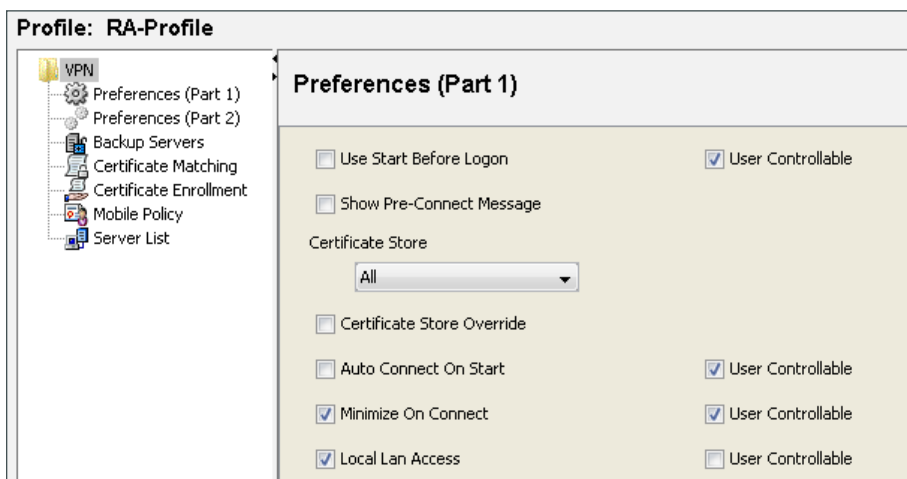 Profile: RA-Profile
VPN
Preferences (Part 1)
Preferences (Part 2)
Backup Servers
Certificate Matching
Certificate Enrollment
Mobile Policy
Server List
Preferences (Part 1)
Use Start Before Logon User Controllable
Show Pre-Connect Message
Certificate Store
All
Certificate Store Override
Auto Connect On Start User Controllable
Minimize On Connect User Controllable
Local Lan Access User Controllable